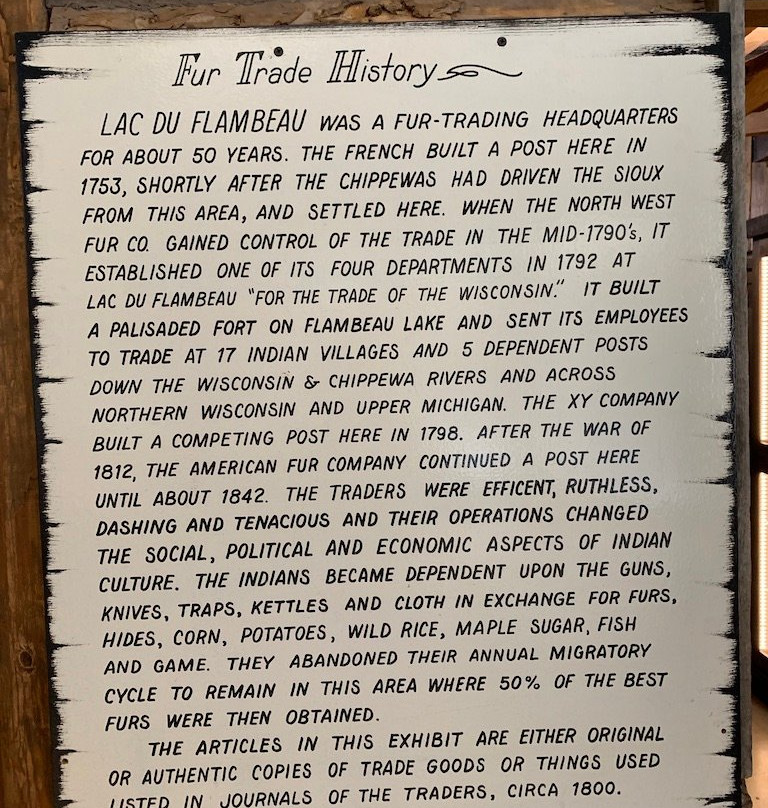 Fur Trade History
LAC DU FLAMBEAU WAS A FUR-TRADING HEADQUARTERS
FOR ABOUT 50 YEARS. THE FRENCH BUILT A POST HERE IN
1753, SHORTLY AFTER THE CHIPPEWAS HAD DRIVEN THE SIOUX
FROM THIS AREA, AND SETTLED HERE. WHEN THE NORTH WEST
FUR CO. GAINED CONTROL OF THE TRADE IN THE MID-1790's, IT
ESTABLISHED ONE OF ITS FOUR DEPARTMENTS IN 1792 AT
LAC DU FLAMBEAU "FOR THE TRADE OF THE WISCONSIN." IT BUILT
A PALISADED FORT ON FLAMBEAU LAKE AND SENT ITS EMPLOYEES
TO TRADE AT 17 INDIAN VILLAGES AND 5 DEPENDENT POSTS
DOWN THE WISCONSIN & CHIPPEWA RIVERS AND ACROSS
NORTHERN WISCONSIN AND UPPER MICHIGAN. THE XY COMPANY
BUILT A COMPETING POST HERE IN 1798. AFTER THE WAR OF
1812, THE AMERICAN FUR COMPANY CONTINUED A POST HERE
UNTIL ABOUT 1842. THE TRADERS WERE EFFICENT, RUTHLESS,
DASHING AND TENACIOUS AND THEIR OPERATIONS CHANGED
THE SOCIAL, POLITICAL AND ECONOMIC ASPECTS OF INDIAN
CULTURE. THE INDIANS BECAME DEPENDENT UPON THE GUNS,
KNIVES, TRAPS, KETTLES AND CLOTH IN EXCHANGE FOR FURS,
HIDES, CORN, POTATOES, WILD RICE, MAPLE SUGAR, FISH
AND GAME. THEY ABANDONED THEIR ANNUAL MIGRATORY
CYCLE TO REMAIN IN THIS AREA WHERE 50% OF THE BEST
FURS WERE THEN OBTAINED.
THE ARTICLES IN THIS EXHIBIT ARE EITHER ORIGINAL
OR AUTHENTIC COPIES OF TRADE GOODS OR THINGS USED
LISTED IN JOURNALS OF THE TRADERS, CIRCA 1800.